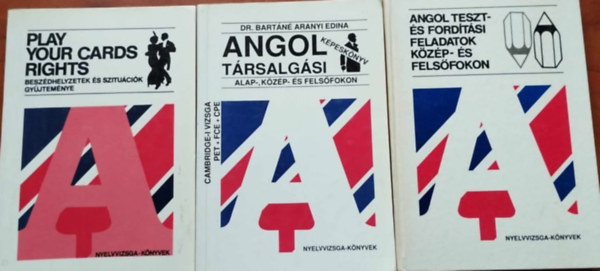 PLAY
YOUR CARDS
RIGHTS
BESZÉDHELYZETEK ÉS SZITUÁCIÓK
GYŰJTEMÉNYE
A
NYELVVIZSGA-KÖNYVEK
DR. BARTÁNÉ ARANYI EDINA
ANGOL
KÉPESKÖNYV
TÁRSALGÁSI
ALAP-, KÖZÉP- ÉS FELSŐFOKON
CAMBRIDGE-I VIZSGA
PET • FCE • CPE
A
NYELVVIZSGA-KÖNYVEK
ANGOL TESZT-
ÉS FORDÍTÁSI
FELADATOK
KÖZÉP- ÉS
FELSŐFOKON
A
NYELVVIZSGA-KÖNYVEK